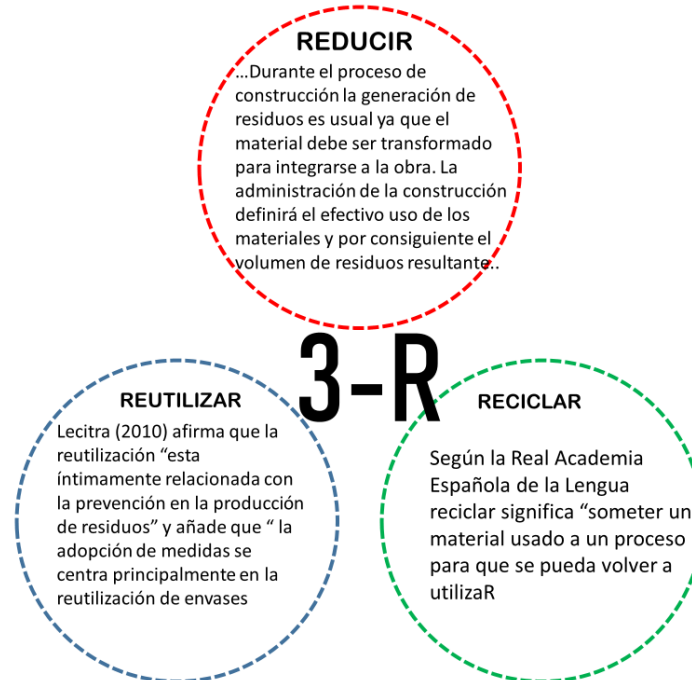 REDUCIR
...Durante el proceso de
construcción la generación de
residuos es usual ya que el
material debe ser transformado
para integrarse a la obra. La
administración de la construcción
definirá el efectivo uso de los
materiales y por consiguiente el
volumen de residuos resultante..
3-R
REUTILIZAR
Lecitra (2010) afirma que la
reutilización “esta
íntimamente relacionada con
la prevención en la producción
de residuos” y añade que “ la
adopción de medidas se
centra principalmente en la
reutilización de envases
RECICLAR
Según la Real Academia
Española de la Lengua
reciclar significa “someter un
material usado a un proceso
para que se pueda volver a
utilizaR